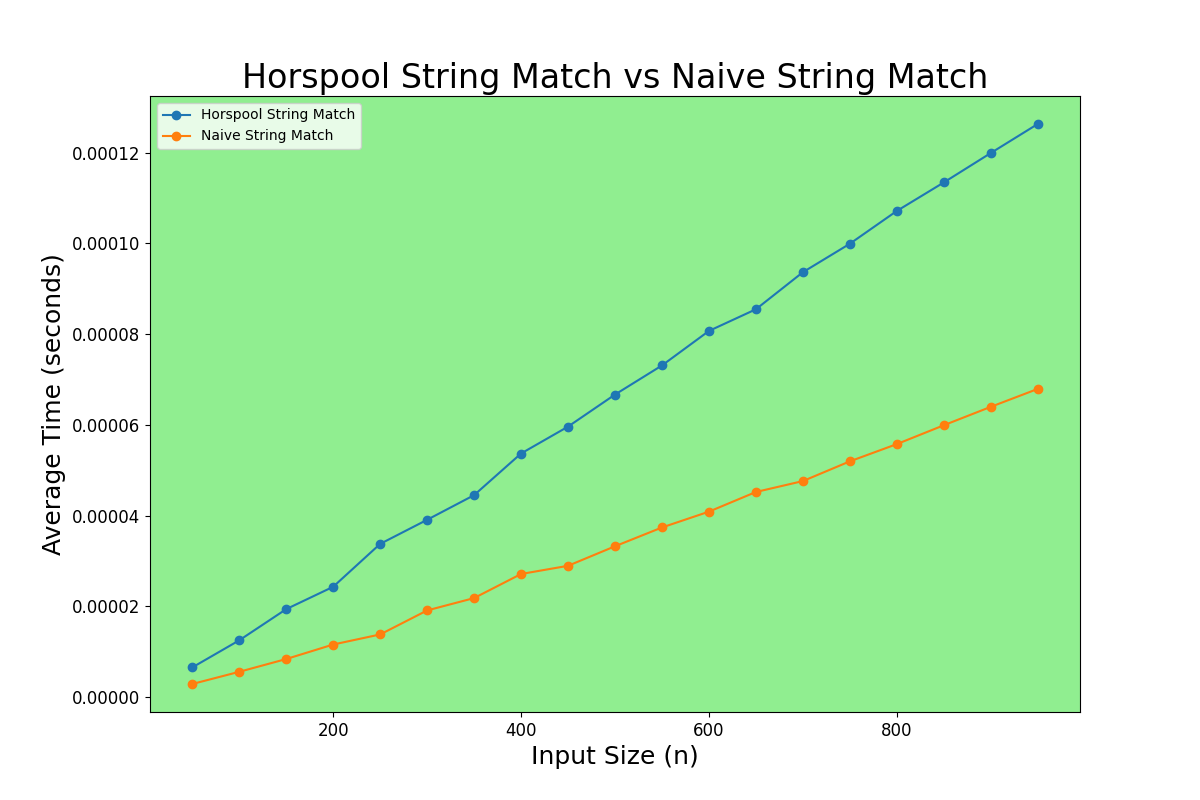 Horspool String Match vs Naive String Match
Horspool String Match
Naive String Match
0.00012
0.00010
0.00008
0.00006
0.00004
0.00002
0.00000
Average Time (seconds)
200 400 600 800
Input Size (n)